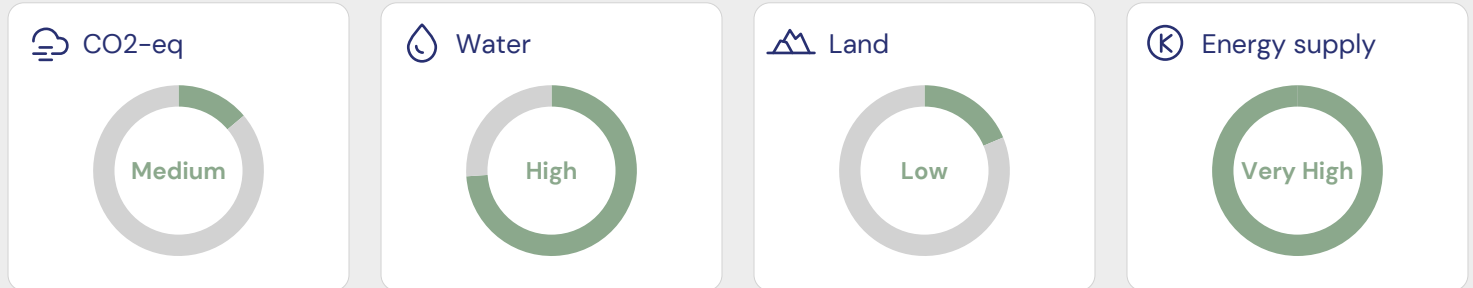 CO2-eq
Medium
Water
High
Land
Low
Energy supply
Very High